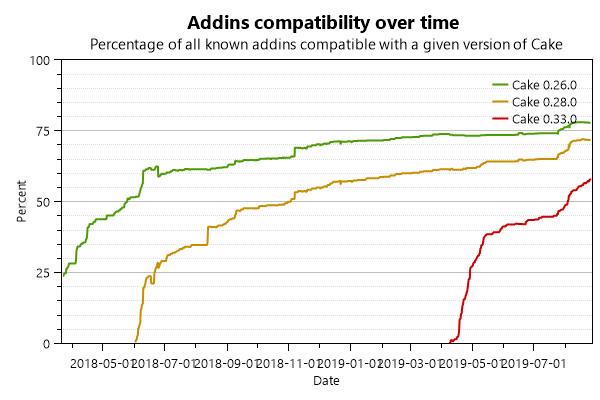 Addins compatibility over time
Percentage of all known addins compatible with a given version of Cake
100
75
50
25
0
Percent
Cake 0.26.0
Cake 0.28.0
Cake 0.33.0
2018-05-01
2018-07-01
2018-09-01
2018-11-01
2019-01-01
2019-03-01
2019-05-01
2019-07-01
Date